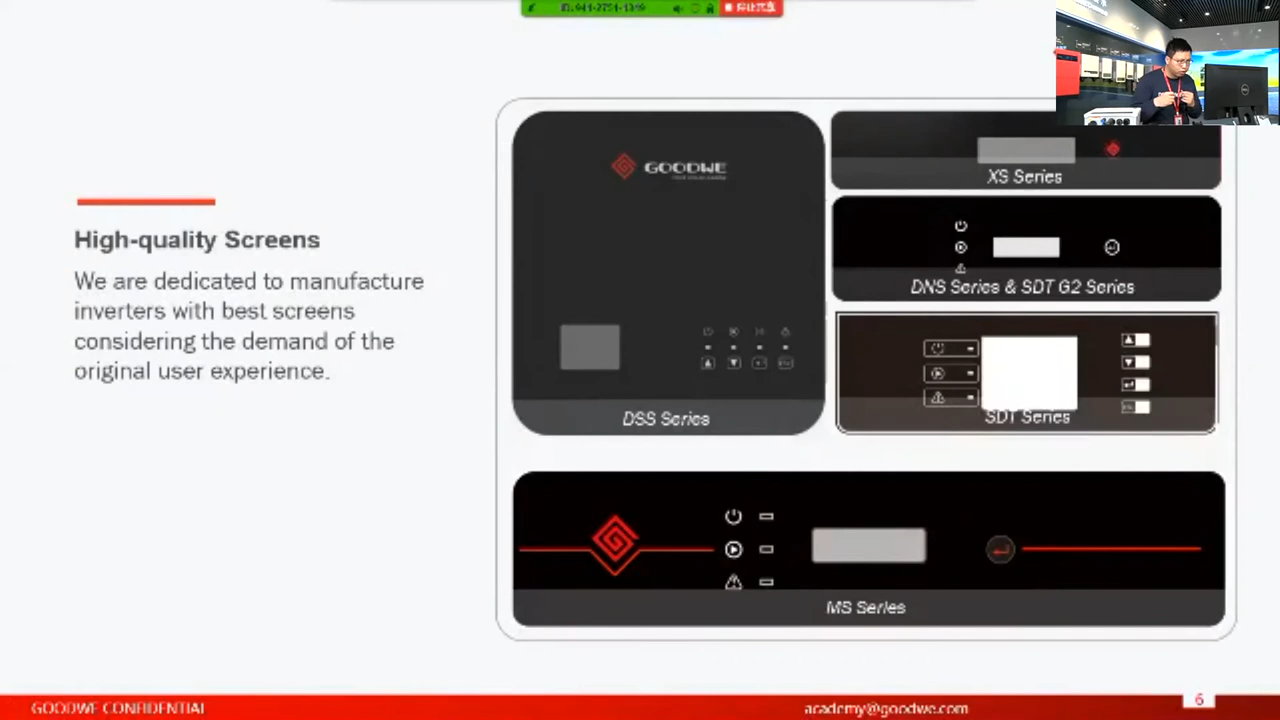 High-quality Screens
We are dedicated to manufacture
inverters with best screens
considering the demand of the
original user experience.
GOODWE
DSS Series
XS Series
DNS Series & SDT G2 Series
SDT Series
MS Series
GOODWE CONFIDENTIAL
academy@goodwe.com
6